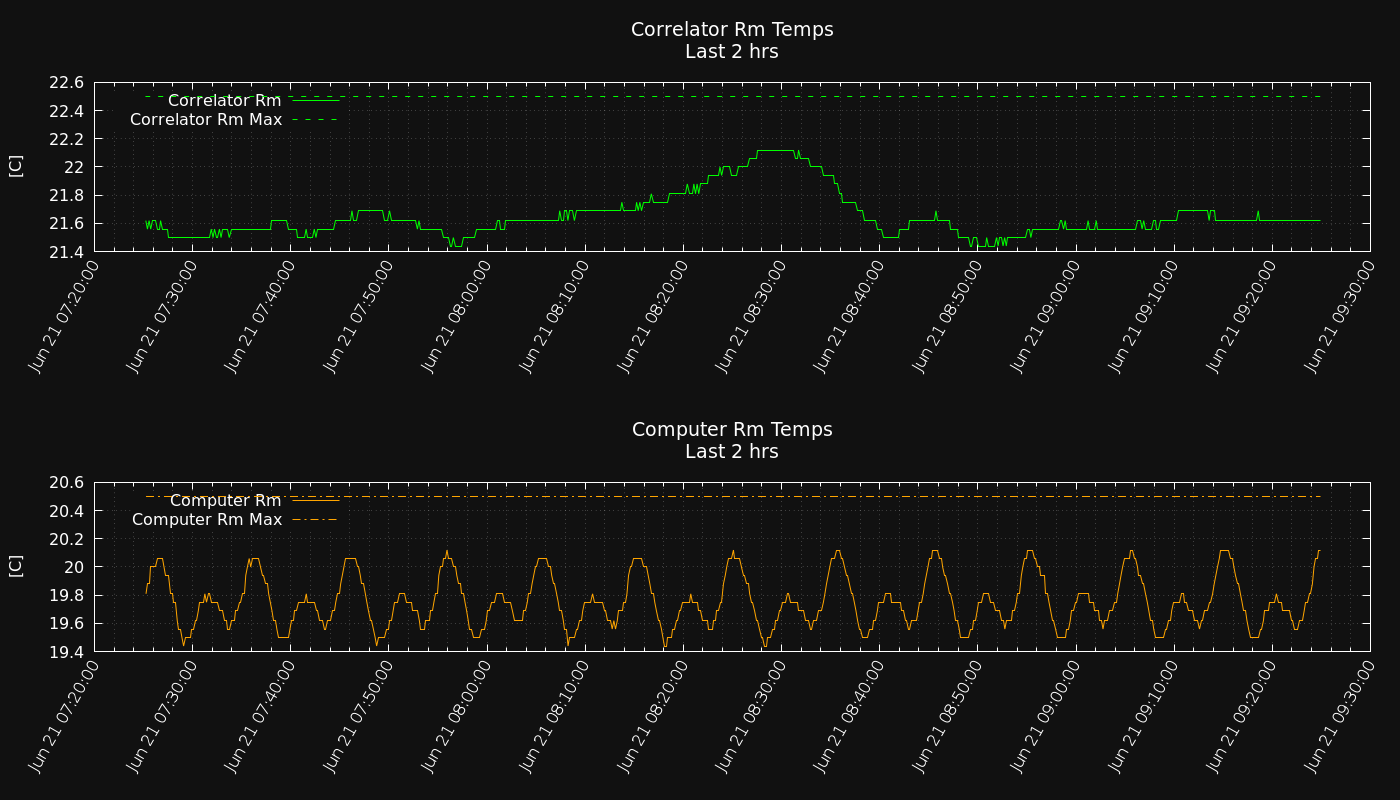 Correlator Rm Temps
Last 2 hrs
22.6
22.4
22.2
22
21.8
21.6
21.4
[C]
Correlator Rm
Correlator Rm Max
Jun 21 07:20:00
Jun 21 07:30:00
Jun 21 07:40:00
Jun 21 07:50:00
Jun 21 08:00:00
Jun 21 08:10:00
Jun 21 08:20:00
Jun 21 08:30:00
Jun 21 08:40:00
Jun 21 08:50:00
Jun 21 09:00:00
Jun 21 09:10:00
Jun 21 09:20:00
Jun 21 09:30:00
Computer Rm Temps
Last 2 hrs
20.6
20.4
20.2
20
19.8
19.6
19.4
[C]
Computer Rm
Computer Rm Max
Jun 21 07:20:00
Jun 21 07:30:00
Jun 21 07:40:00
Jun 21 07:50:00
Jun 21 08:00:00
Jun 21 08:10:00
Jun 21 08:20:00
Jun 21 08:30:00
Jun 21 08:40:00
Jun 21 08:50:00
Jun 21 09:00:00
Jun 21 09:10:00
Jun 21 09:20:00
Jun 21 09:30:00